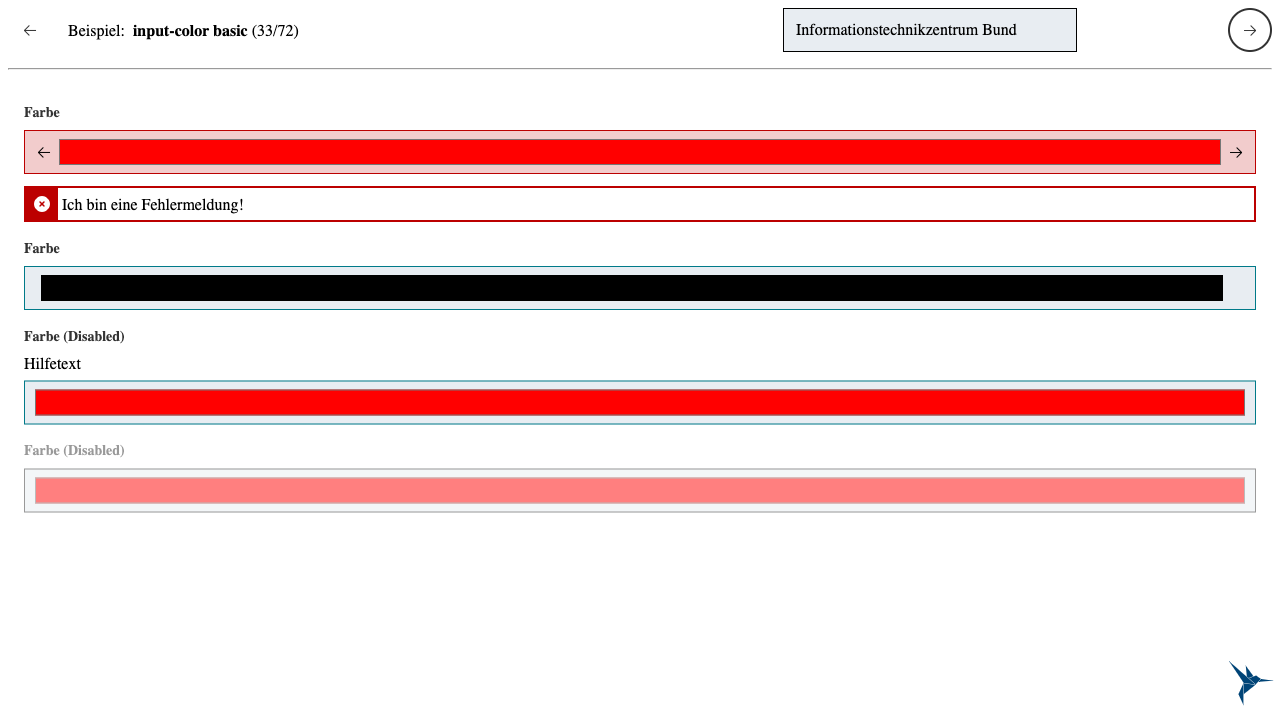 Beispiel: input-color basic (33/72)
Informationstechnikzentrum Bund
Farbe
Ich bin eine Fehlermeldung!
Farbe
Farbe (Disabled)
Hilfetext
Farbe (Disabled)